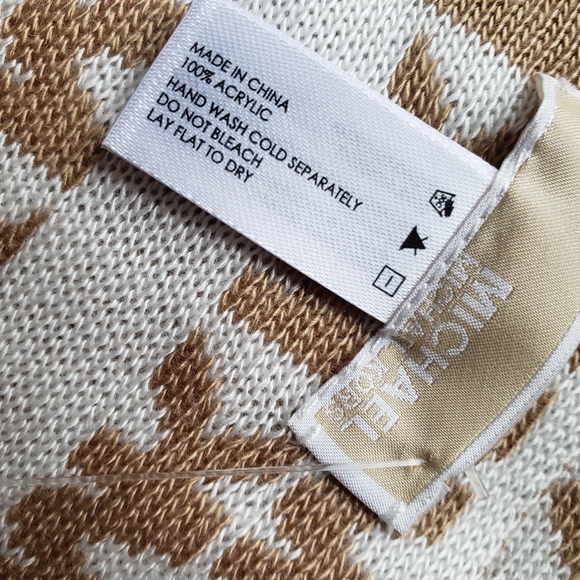 MADE IN CHINA
100% ACRYLIC
HAND WASH COLD SEPARATELY
DO NOT BLEACH
LAY FLAT TO DRY
MICHAEL
MICHAEL
KORS